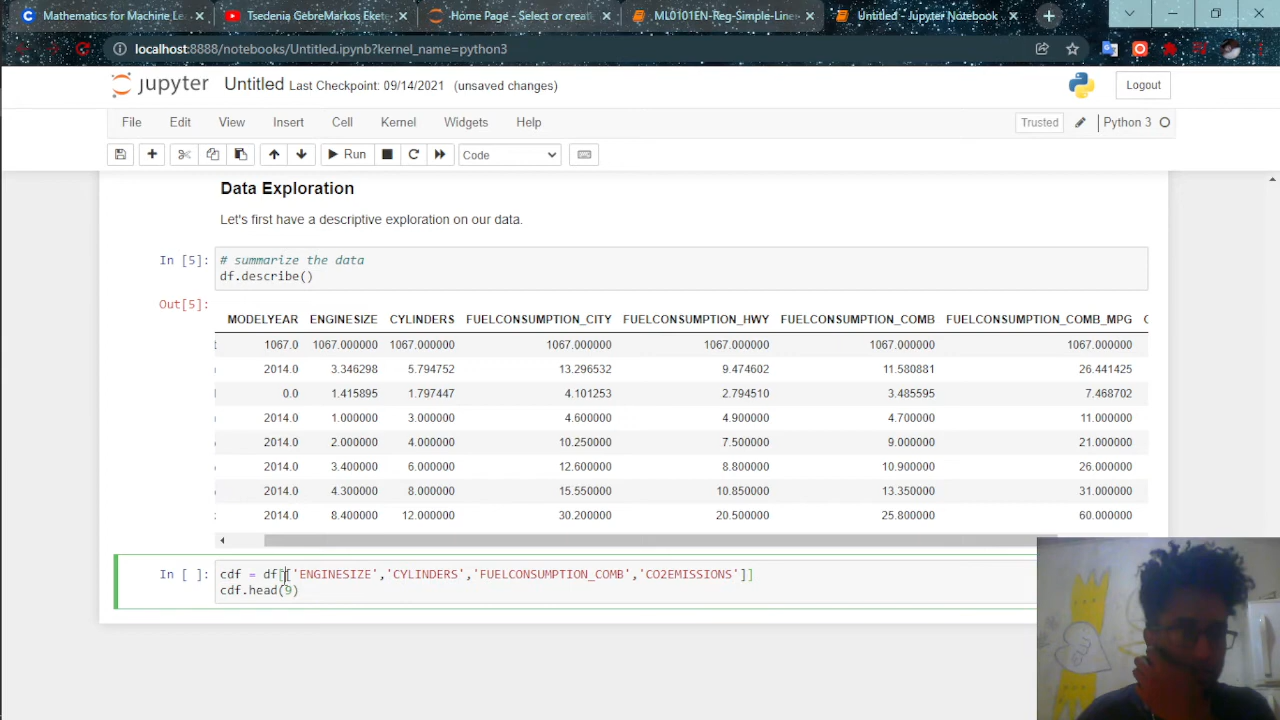 Mathematics for Machine Le
Tsedenia GebreMarkos Eket
Home Page - Select or creat
ML0101EN-Reg-Simple-Line
Untitled - Jupyter Notebook
localhost:8888/notebooks/Untitled.ipynb?kernel_name=python3
jupyter Untitled Last Checkpoint: 09/14/2021 (unsaved changes)
Logout
File Edit View Insert Cell Kernel Widgets Help
Trusted Python 3
Run Code
Data Exploration
Let's first have a descriptive exploration on our data.
In [5]: # summarize the data
df.describe()
Out[5]:
MODELYEAR ENGINESIZE CYLINDERS FUELCONSUMPTION_CITY FUELCONSUMPTION_HWY FUELCONSUMPTION_COMB FUELCONSUMPTION_COMB_MPG
1067.0 1067.000000 1067.000000 1067.000000 1067.000000 1067.000000 1067.000000
2014.0 3.346298 5.794752 13.296532 9.474602 11.580881 26.441425
0.0 1.415895 1.797447 4.101253 2.794510 3.485595 7.468702
2014.0 1.000000 3.000000 4.600000 4.900000 4.700000 11.000000
2014.0 2.000000 4.000000 10.250000 7.500000 9.000000 21.000000
2014.0 3.400000 6.000000 12.600000 8.800000 10.900000 26.000000
2014.0 4.300000 8.000000 15.550000 10.850000 13.350000 31.000000
2014.0 8.400000 12.000000 30.200000 20.500000 25.800000 60.000000
In [ ]: cdf = df[['ENGINESIZE','CYLINDERS','FUELCONSUMPTION_COMB','CO2EMISSIONS']]
cdf.head(9)